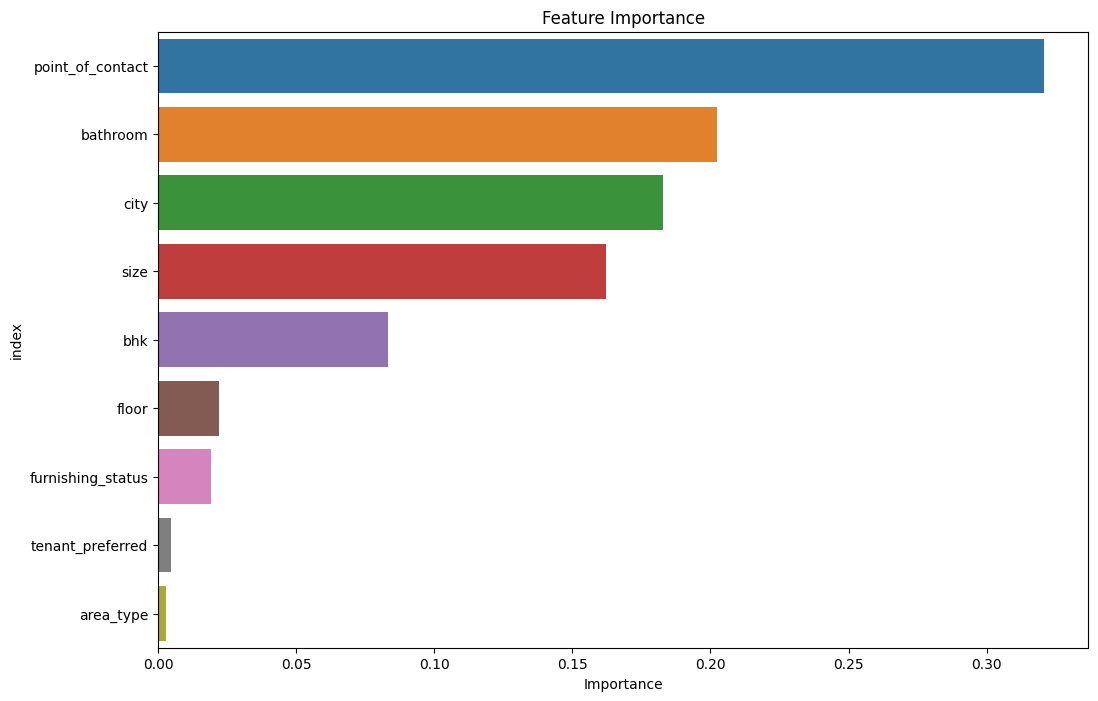 Feature Importance
point_of_contact
bathroom
city
size
bhk
floor
furnishing_status
tenant_preferred
area_type
index
0.00 0.05 0.10 0.15 0.20 0.25 0.30
Importance